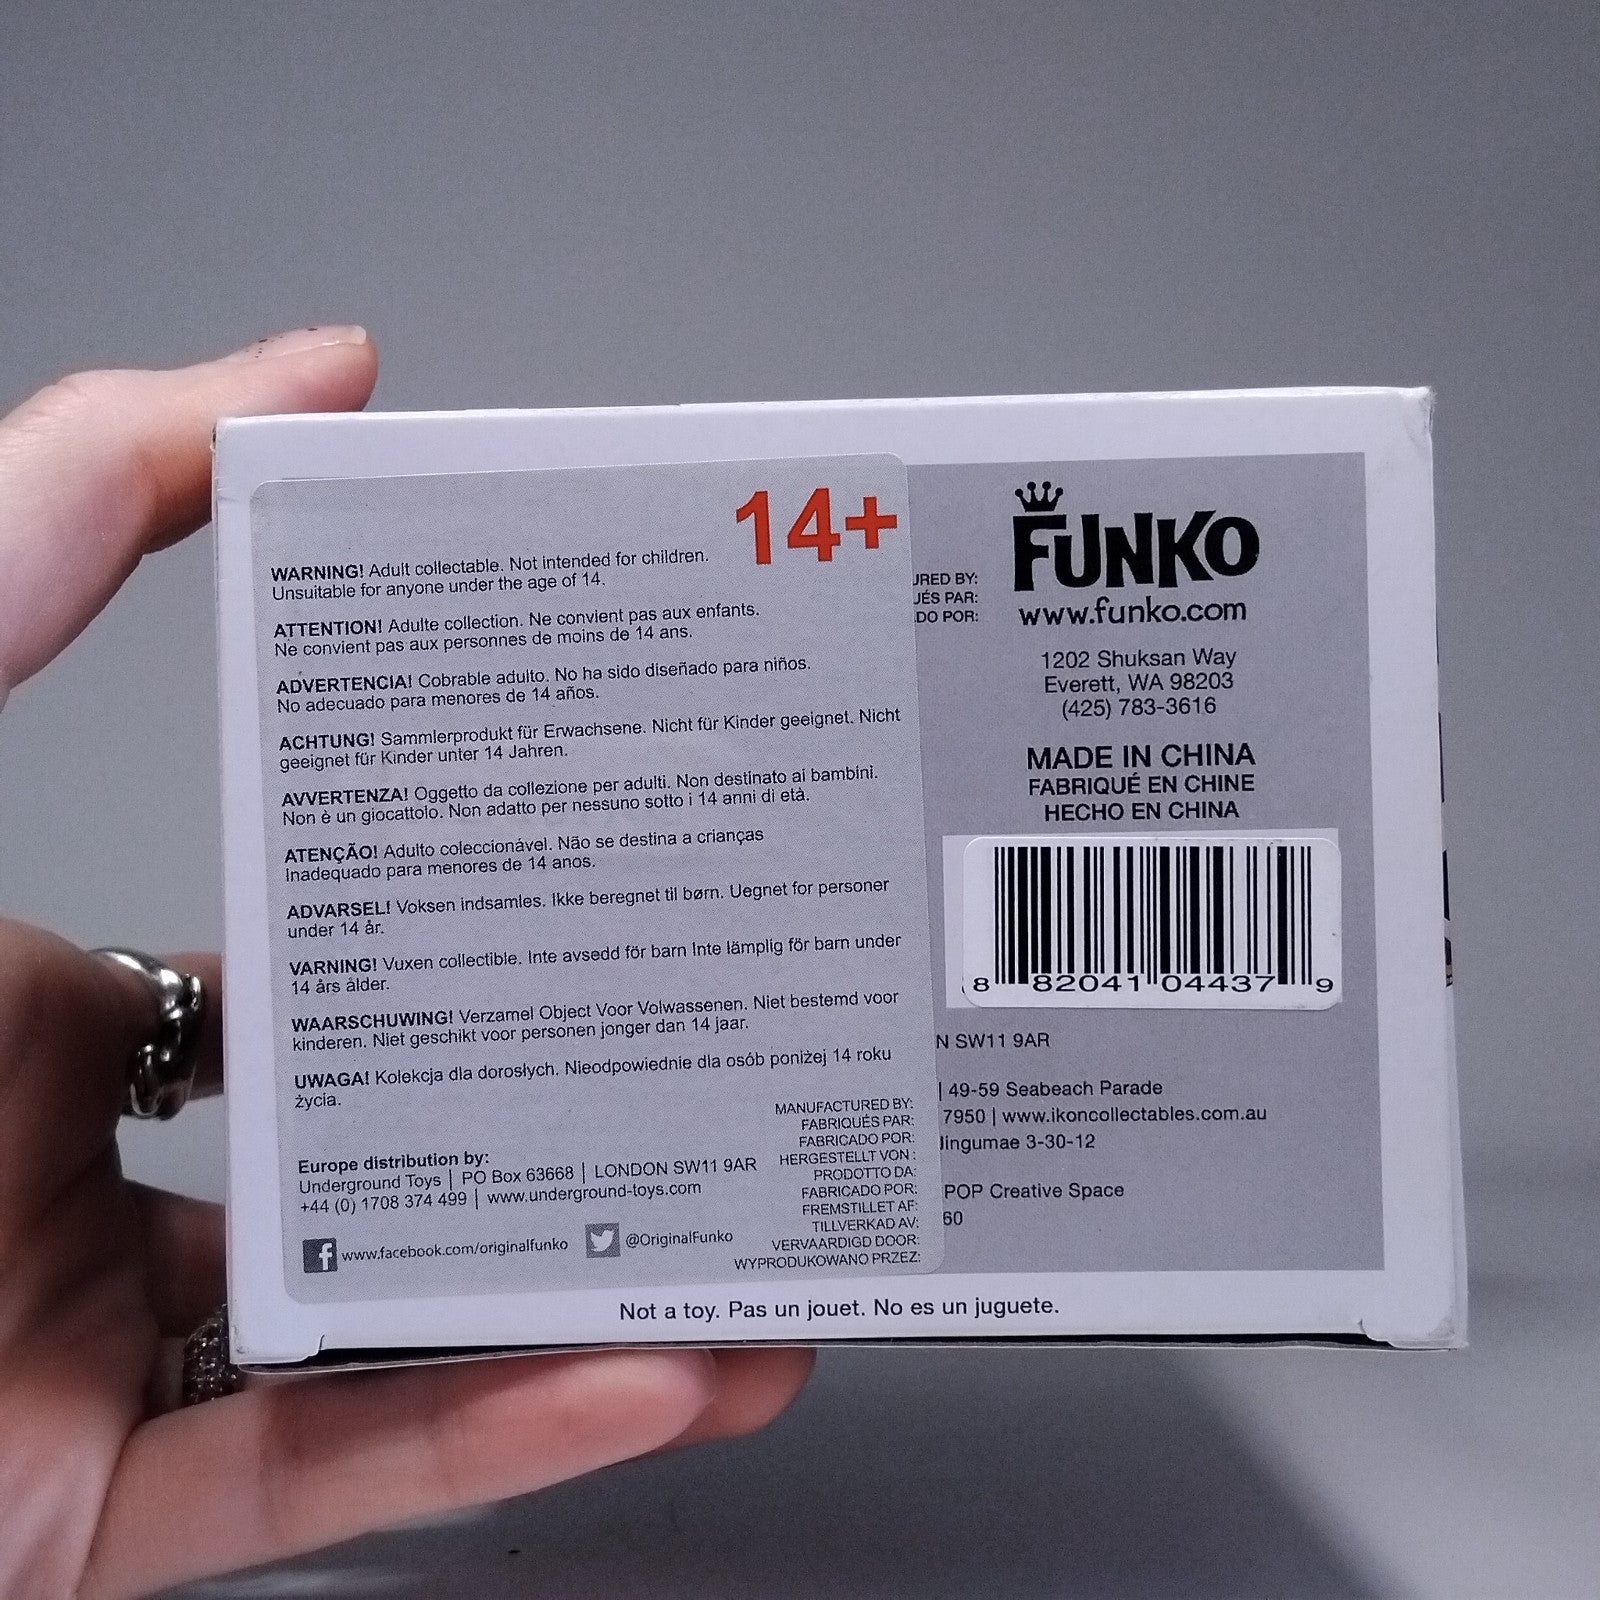 14+
WARNING! Adult collectable. Not intended for children.
Unsuitable for anyone under the age of 14.
ATTENTION! Adulte collection. Ne convient pas aux enfants.
Ne convient pas aux personnes de moins de 14 ans.
ADVERTENCIA! Cobrable adulto. No ha sido diseñado para niños.
No adecuado para menores de 14 años.
ACHTUNG! Sammlerprodukt für Erwachsene. Nicht für Kinder geeignet. Nicht
geeignet für Kinder unter 14 Jahren.
AVVERTENZA! Oggetto da collezione per adulti. Non destinato ai bambini.
Non è un giocattolo. Non adatto per nessuno sotto i 14 anni di età.
ATENÇÃO! Adulto coleccionável. Não se destina a crianças
Inadequado para menores de 14 anos.
ADVARSEL! Voksen indsamles. Ikke beregnet til børn. Uegnet for personer
under 14 år.
VARNING! Vuxen collectible. Inte avsedd för barn Inte lämplig för barn under
14 års ålder.
WAARSCHUWING! Verzamel Object Voor Volwassenen. Niet bestemd voor
kinderen. Niet geschikt voor personen jonger dan 14 jaar.
UWAGA! Kolekcja dla dorosłych. Nieodpowiednie dla osób poniżej 14 roku
życia.
Europe distribution by:
Underground Toys | PO Box 63668 | LONDON SW11 9AR
+44 (0) 1708 374 499 | www.underground-toys.com
www.facebook.com/originalfunko
@OriginalFunko
MANUFACTURED BY:
FABRIQUÉS PAR:
FABRICADO POR:
HERGESTELLT VON :
PRODOTTO DA:
FABRICADO POR:
FREMSTILLET AF:
TILLVERKAD AV:
VERVAARDIGD DOOR:
WYPRODUKOWANO PRZEZ:
URED BY:
UÉS PAR:
DO POR:
FUNKO
www.funko.com
1202 Shuksan Way
Everett, WA 98203
(425) 783-3616
MADE IN CHINA
FABRIQUÉ EN CHINE
HECHO EN CHINA
8 82041 04437 9
N SW11 9AR
| 49-59 Seabeach Parade
7950 | www.ikoncollectables.com.au
Jingumae 3-30-12
POP Creative Space
60
Not a toy. Pas un jouet. No es un juguete.